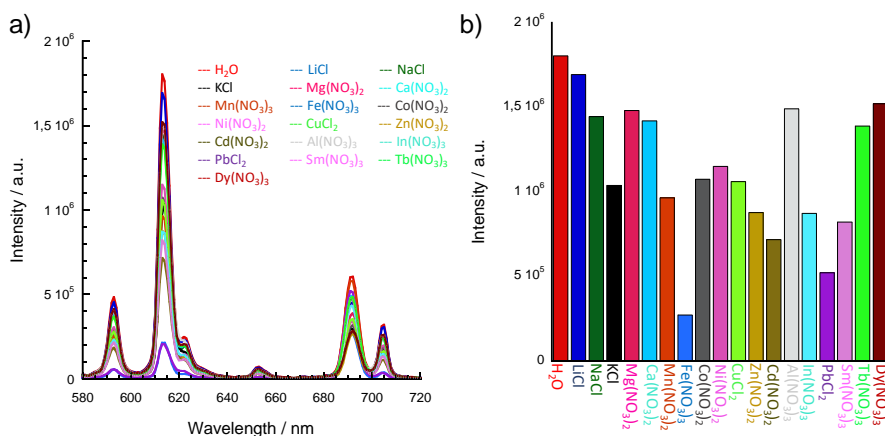 a)
Intensity / a.u.
2 10⁶
1,5 10⁶
1 10⁶
5 10⁵
0
580 600 620 640 660 680 700 720
Wavelength / nm
--- H₂O --- LiCl --- NaCl
--- KCl --- Mg(NO₃)₂ --- Ca(NO₃)₂
--- Mn(NO₃)₃ --- Fe(NO₃)₃ --- Co(NO₃)₂
--- Ni(NO₃)₂ --- CuCl₂ --- Zn(NO₃)₂
--- Cd(NO₃)₂ --- Al(NO₃)₃ --- In(NO₃)₃
--- PbCl₂ --- Sm(NO₃)₃ --- Tb(NO₃)₃
--- Dy(NO₃)₃
b)
Intensity / a.u.
2 10⁶
1,5 10⁶
1 10⁶
5 10⁵
0
H₂O
LiCl
NaCl
KCl
Mg(NO₃)₂
Ca(NO₃)₂
Mn(NO₃)₂
Fe(NO₃)₃
Co(NO₃)₂
Ni(NO₃)₂
CuCl₂
Zn(NO₃)₂
Cd(NO₃)₂
Al(NO₃)₃
In(NO₃)₃
PbCl₂
Sm(NO₃)₃
Tb(NO₃)₃
Dy(NO₃)₃